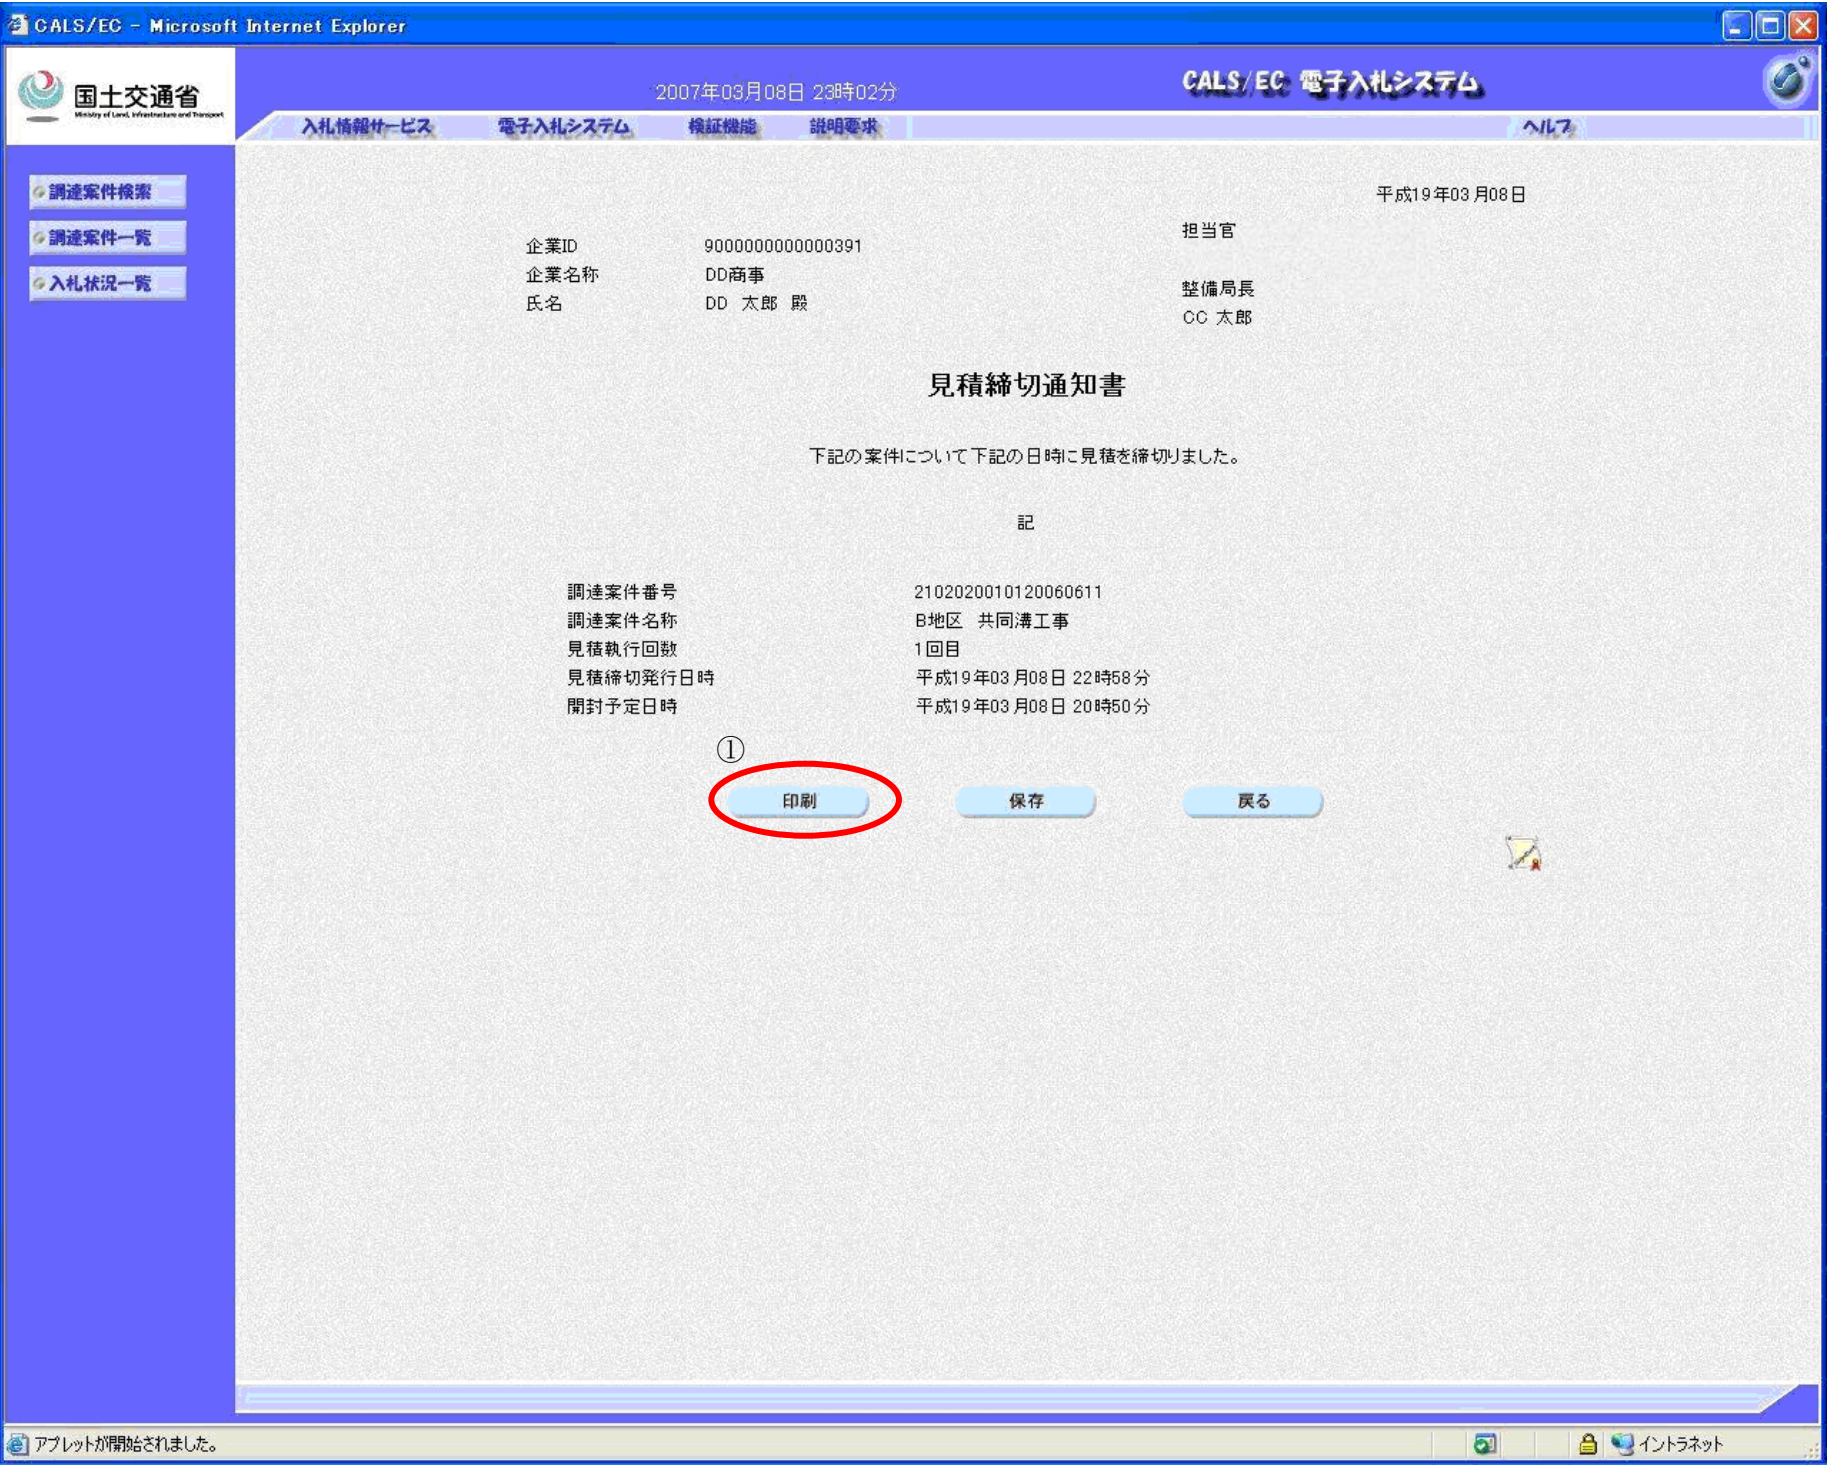 CALS/EC - Microsoft Internet Explorer
国土交通省
Ministry of Land, Infrastructure and Transport
2007年03月08日 23時02分
CALS/EC 電子入札システム
入札情報サービス 電子入札システム 検証機能 説明要求 ヘルプ
調達案件検索
調達案件一覧
入札状況一覧
平成19年03月08日
担当官
企業ID 9000000000000391
企業名称 DD商事
氏名 DD 太郎 殿
整備局長
CC 太郎
見積締切通知書
下記の案件について下記の日時に見積を締切りました。
記
調達案件番号 2102020010120060611
調達案件名称 B地区 共同溝工事
見積執行回数 1回目
見積締切発行日時 平成19年03月08日 22時58分
開封予定日時 平成19年03月08日 20時50分
①
印刷 保存 戻る
アプレットが開始されました。
イントラネット